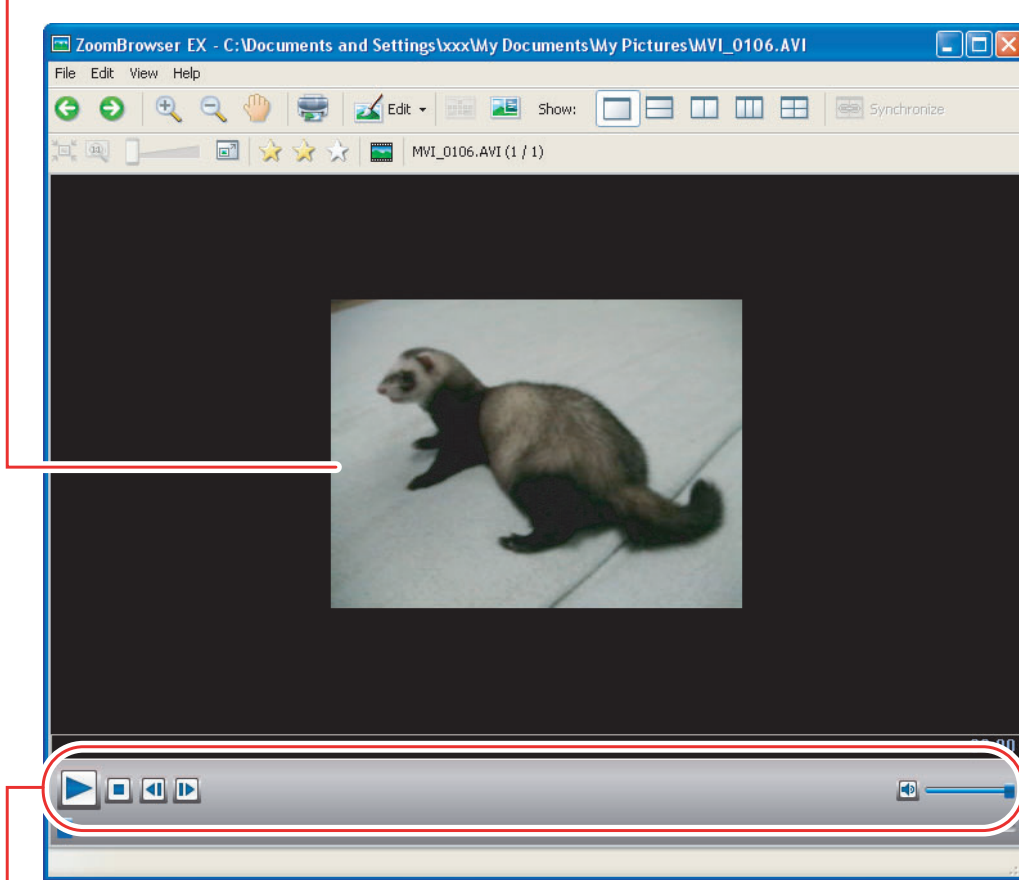 ZoomBrowser EX - C:\Documents and Settings\xxx\My Documents\My Pictures\MVI_0106.AVI
File Edit View Help
Edit Show: Synchronize
MVI_0106.AVI (1 / 1)